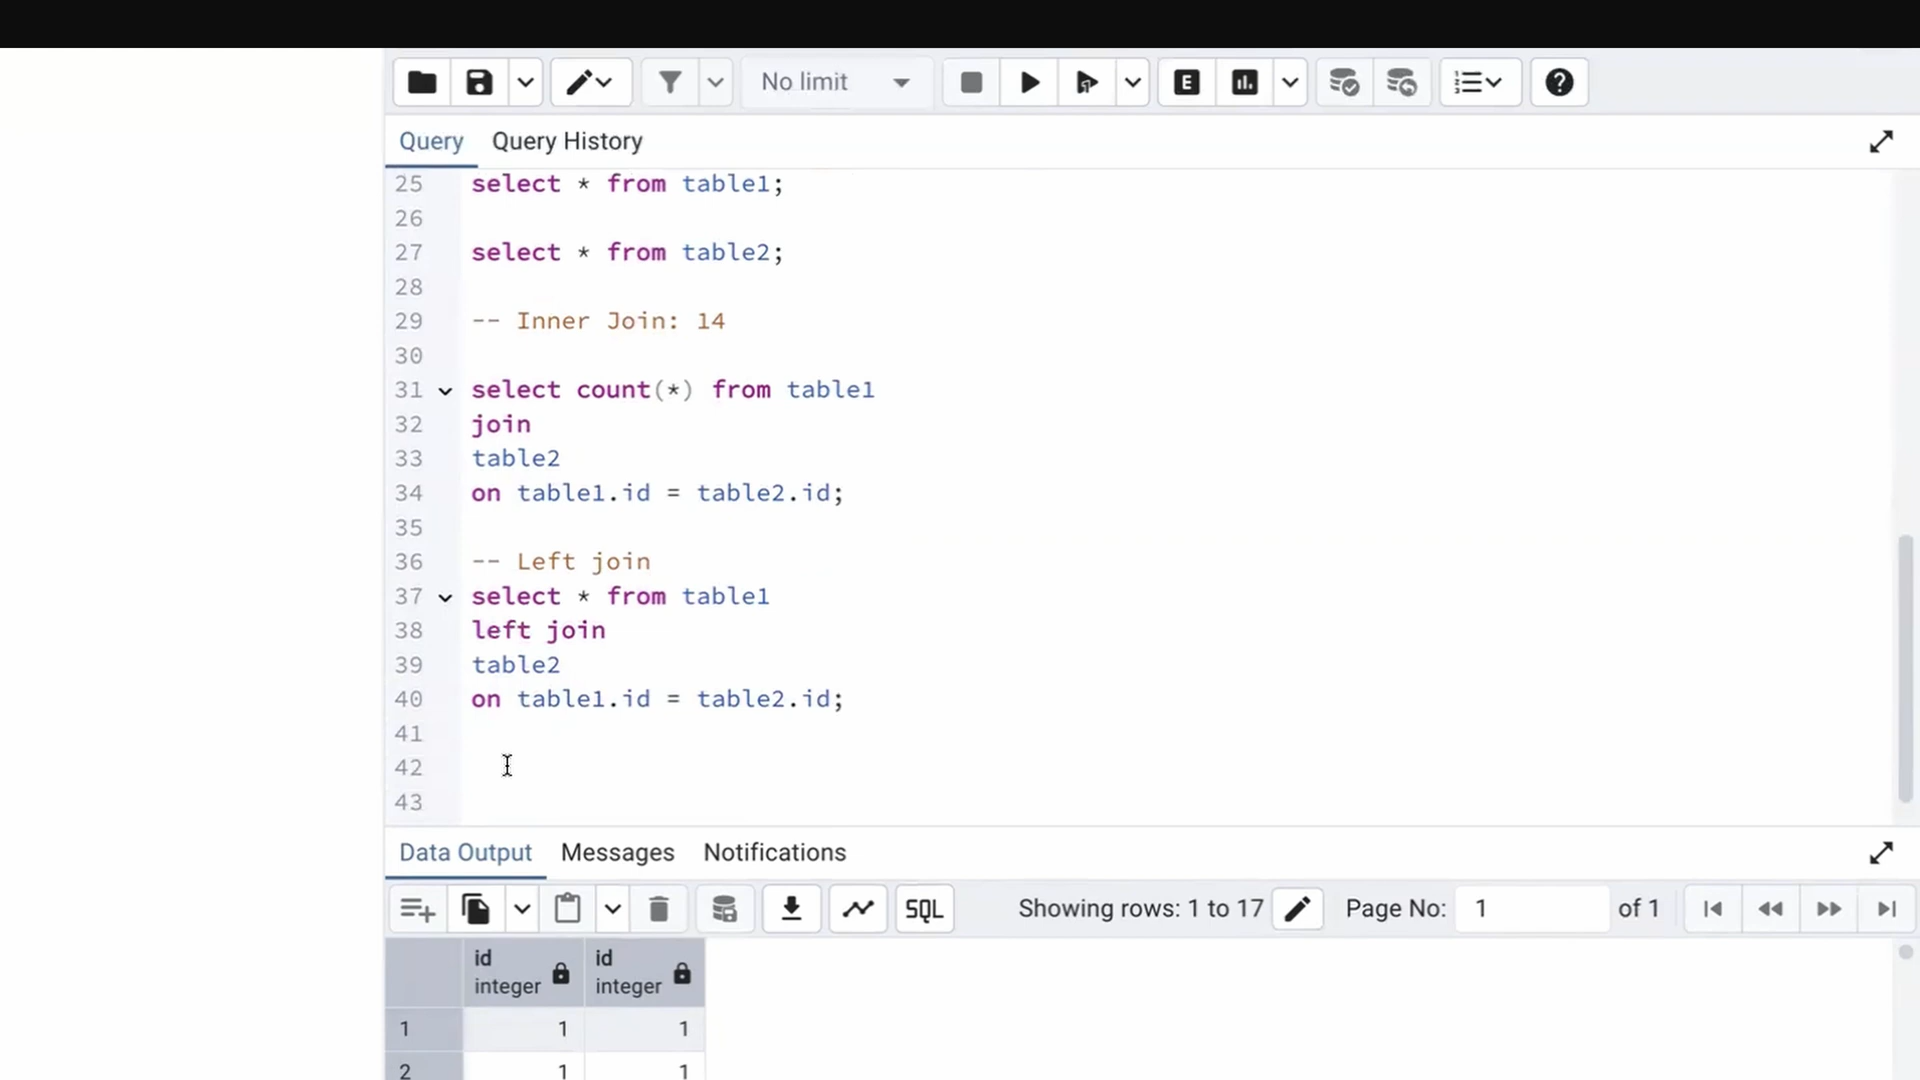 No limit
E
Query Query History
25 select * from table1;
26
27 select * from table2;
28
29 -- Inner Join: 14
30
31 select count(*) from table1
32 join
33 table2
34 on table1.id = table2.id;
35
36 -- Left join
37 select * from table1
38 left join
39 table2
40 on table1.id = table2.id;
41
42
43
Data Output Messages Notifications
SQL Showing rows: 1 to 17 Page No: 1 of 1
id id
integer integer
1 1 1
2 1 1